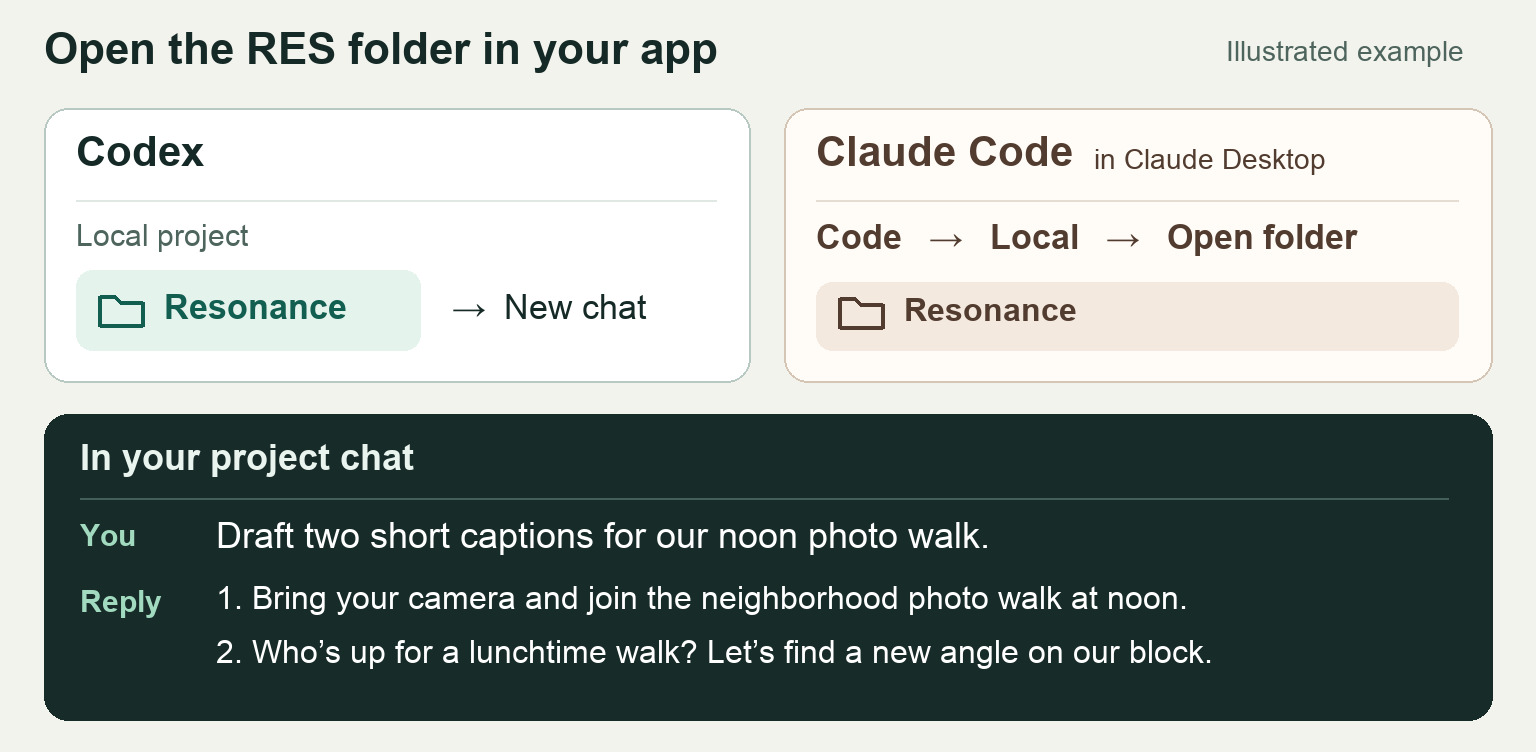 Open the RES folder in your app
Illustrated example
Codex
Local project
Resonance → New chat
Claude Code in Claude Desktop
Code → Local → Open folder
Resonance
In your project chat
You Draft two short captions for our noon photo walk.
Reply 1. Bring your camera and join the neighborhood photo walk at noon.
2. Who’s up for a lunchtime walk? Let’s find a new angle on our block.